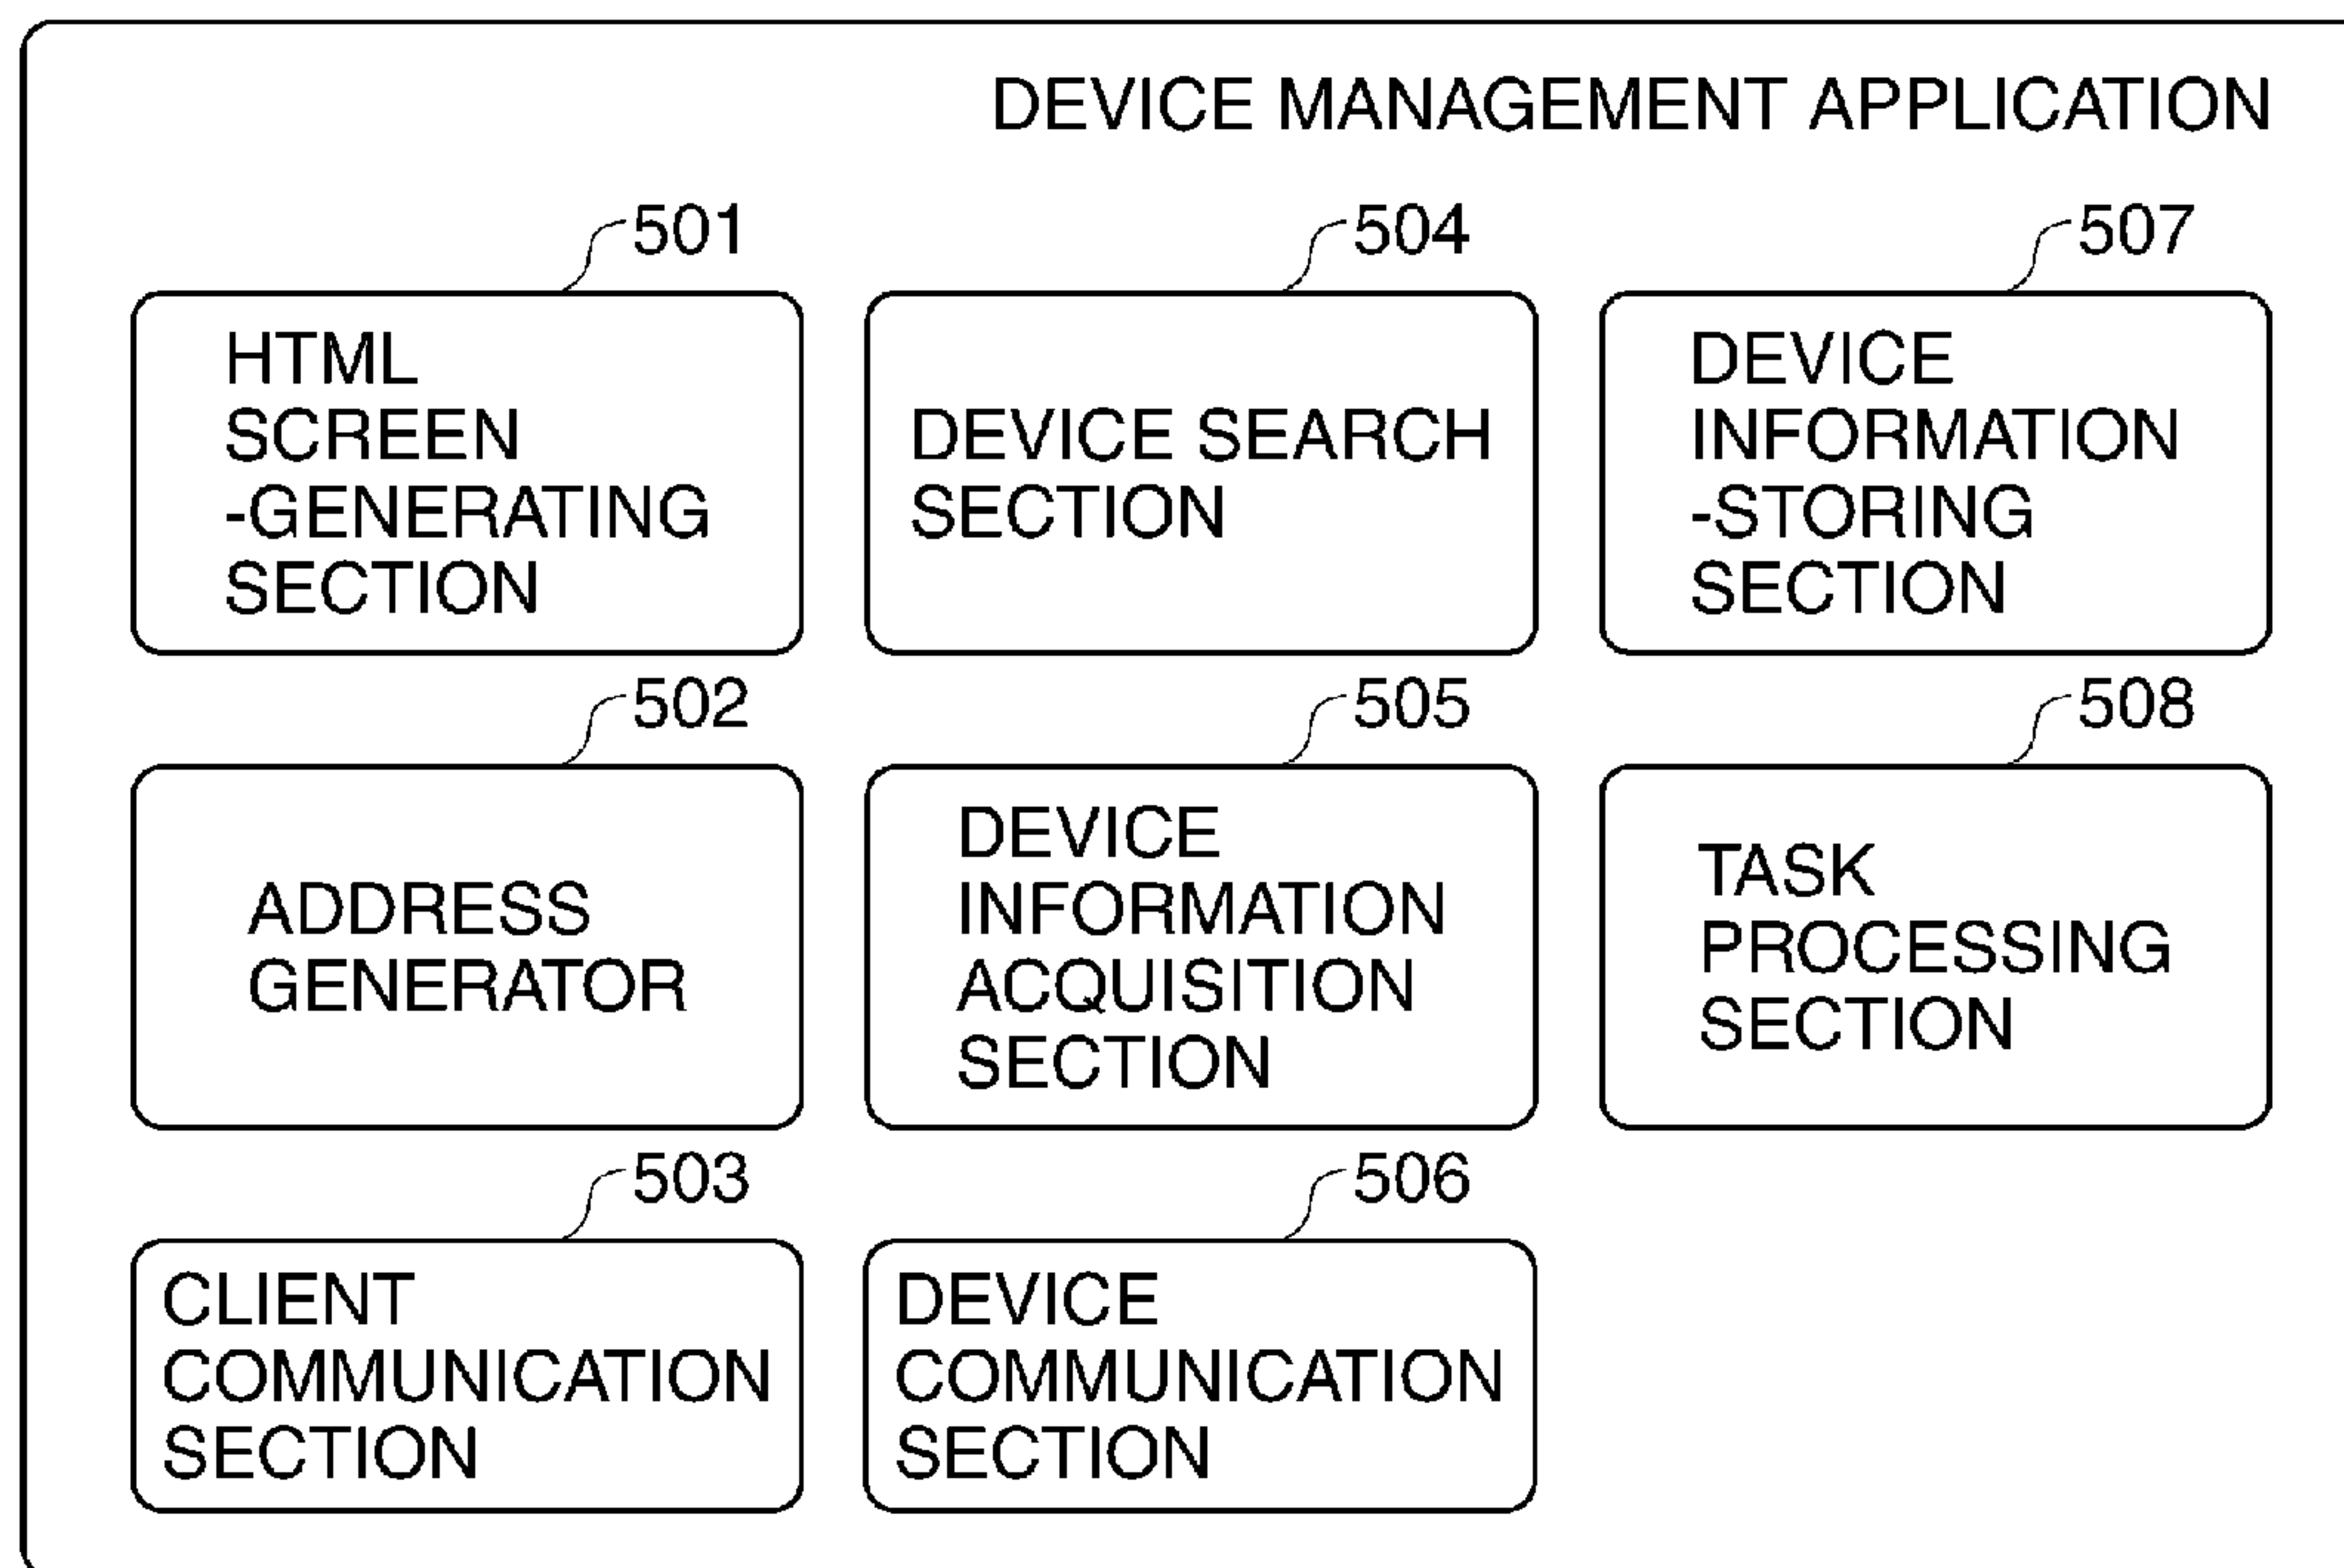 DEVICE MANAGEMENT APPLICATION
501
HTML
SCREEN
-GENERATING
SECTION
504
DEVICE SEARCH
SECTION
507
DEVICE
INFORMATION
-STORING
SECTION
502
ADDRESS
GENERATOR
505
DEVICE
INFORMATION
ACQUISITION
SECTION
508
TASK
PROCESSING
SECTION
503
CLIENT
COMMUNICATION
SECTION
506
DEVICE
COMMUNICATION
SECTION